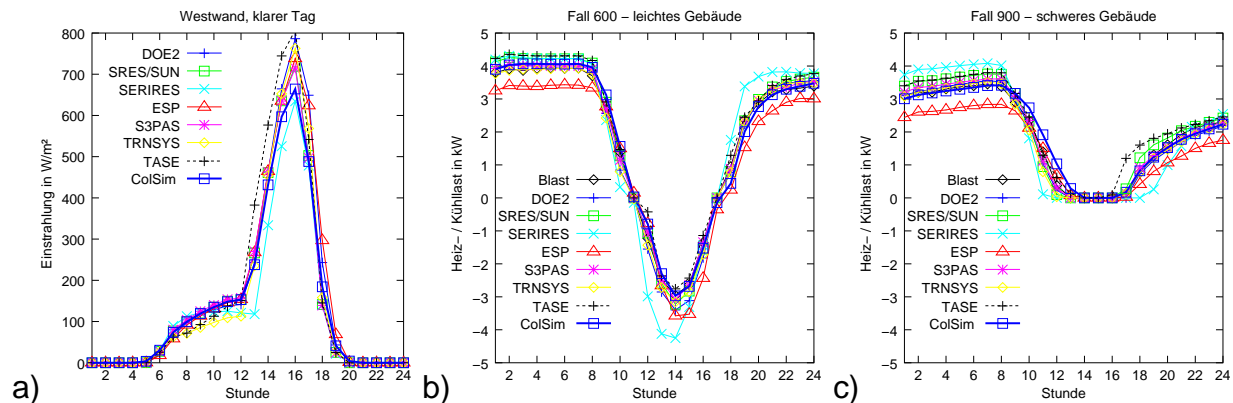 Westwand, klarer Tag
Einstrahlung in W/m²
800
700
600
500
400
300
200
100
0
DOE2
SRES/SUN
SERIRES
ESP
S3PAS
TRNSYS
TASE
ColSim
2 4 6 8 10 12 14 16 18 20 22 24
Stunde
a)
Fall 600 – leichtes Gebäude
Heiz– / Kühllast in kW
5
4
3
2
1
0
−1
−2
−3
−4
−5
Blast
DOE2
SRES/SUN
SERIRES
ESP
S3PAS
TRNSYS
TASE
ColSim
2 4 6 8 10 12 14 16 18 20 22 24
Stunde
b)
Fall 900 – schweres Gebäude
Heiz– / Kühllast in kW
5
4
3
2
1
0
−1
−2
−3
−4
−5
Blast
DOE2
SRES/SUN
SERIRES
ESP
S3PAS
TRNSYS
TASE
ColSim
2 4 6 8 10 12 14 16 18 20 22 24
Stunde
c)